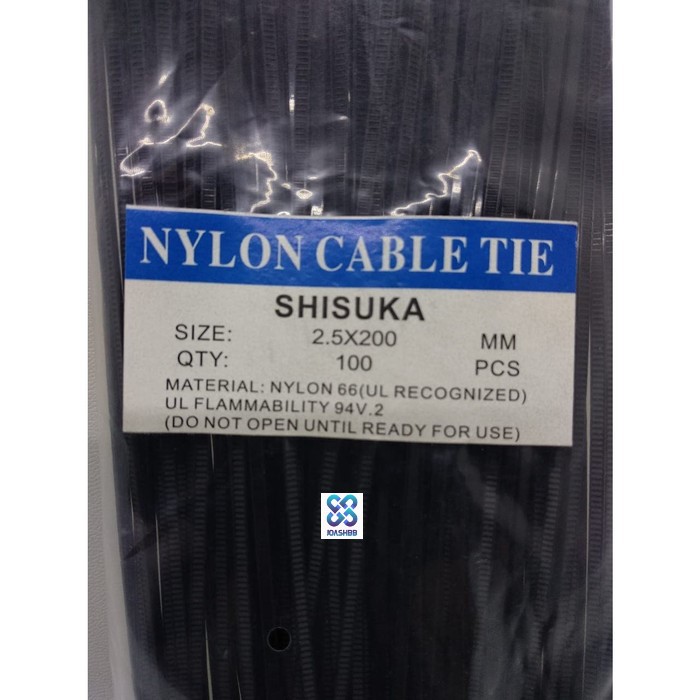 NYLON CABLE TIE
SHISUKA
SIZE: 2.5X200 MM
QTY: 100 PCS
MATERIAL: NYLON 66(UL RECOGNIZED)
UL FLAMMABILITY 94V.2
(DO NOT OPEN UNTIL READY FOR USE)
JOASHBB